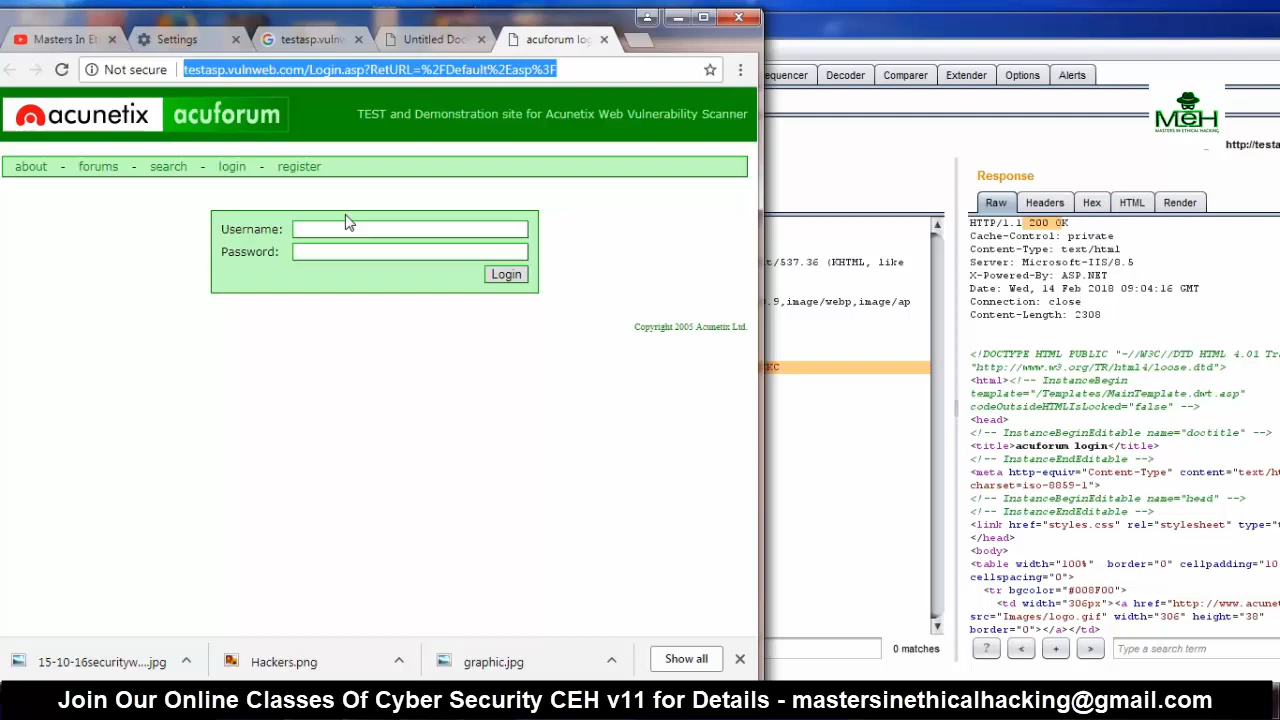 Masters In Et
Settings
testasp.vulnw
Untitled Doc
acuforum log
Not secure
testasp.vulnweb.com/Login.asp?RetURL=%2FDefault%2Easp%3F
acunetix acuforum
TEST and Demonstration site for Acunetix Web Vulnerability Scanner
about - forums - search - login - register
Username:
Password:
Login
Copyright 2005 Acunetix Ltd.
15-10-16securityw....jpg
Hackers.png
graphic.jpg
Show all
equencer Decoder Comparer Extender Options Alerts
MEH
MASTERS IN ETHICAL HACKING
http://testa
t/537.36 (KHTML, like
0.9,image/webp,image/ap
KC
0 matches
Response
Raw Headers Hex HTML Render
HTTP/1.1 200 OK
Cache-Control: private
Content-Type: text/html
Server: Microsoft-IIS/8.5
X-Powered-By: ASP.NET
Date: Wed, 14 Feb 2018 09:04:16 GMT
Connection: close
Content-Length: 2308
<!DOCTYPE HTML PUBLIC "-//W3C//DTD HTML 4.01 Tra
"http://www.w3.org/TR/html4/loose.dtd">
<html><!-- InstanceBegin
template="/Templates/MainTemplate.dwt.asp"
codeOutsideHTMLIsLocked="false" -->
<head>
<!-- InstanceBeginEditable name="doctitle" -->
<title>acuforum login</title>
<!-- InstanceEndEditable -->
<meta http-equiv="Content-Type" content="text/h
charset=iso-8859-1">
<!-- InstanceBeginEditable name="head" -->
<!-- InstanceEndEditable -->
<link href="styles.css" rel="stylesheet" type="t
</head>
<body>
<table width="100%" border="0" cellpadding="10
cellspacing="0">
<tr bgcolor="#008F00">
<td width="306px"><a href="http://www.acune
src="Images/logo.gif" width="306" height="38"
border="0"></a></td>
? < + >
Type a search term
Join Our Online Classes Of Cyber Security CEH v11 for Details - mastersinethicalhacking@gmail.com